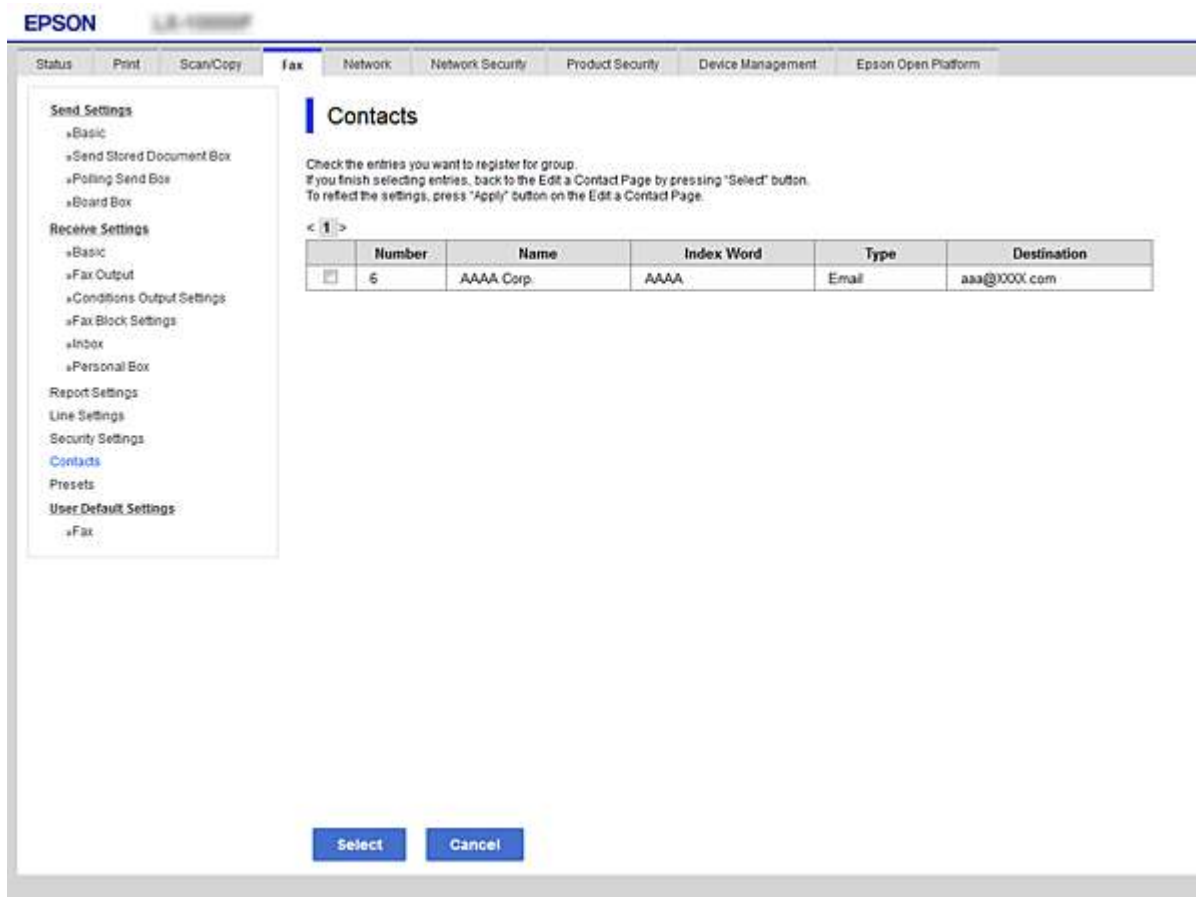 EPSON
Status Print Scan/Copy Fax Network Network Security Product Security Device Management Epson Open Platform
Send Settings
»Basic
»Send Stored Document Box
»Polling Send Box
»Board Box
Receive Settings
»Basic
»Fax Output
»Conditions Output Settings
»Fax Block Settings
»Inbox
»Personal Box
Report Settings
Line Settings
Security Settings
Contacts
Presets
User Default Settings
»Fax
Contacts
Check the entries you want to register for group.
If you finish selecting entries, back to the Edit a Contact Page by pressing "Select" button.
To reflect the settings, press "Apply" button on the Edit a Contact Page.
< 1 >
Number Name Index Word Type Destination
6 AAAA Corp. AAAA Email aaa@XXXX.com
Select Cancel